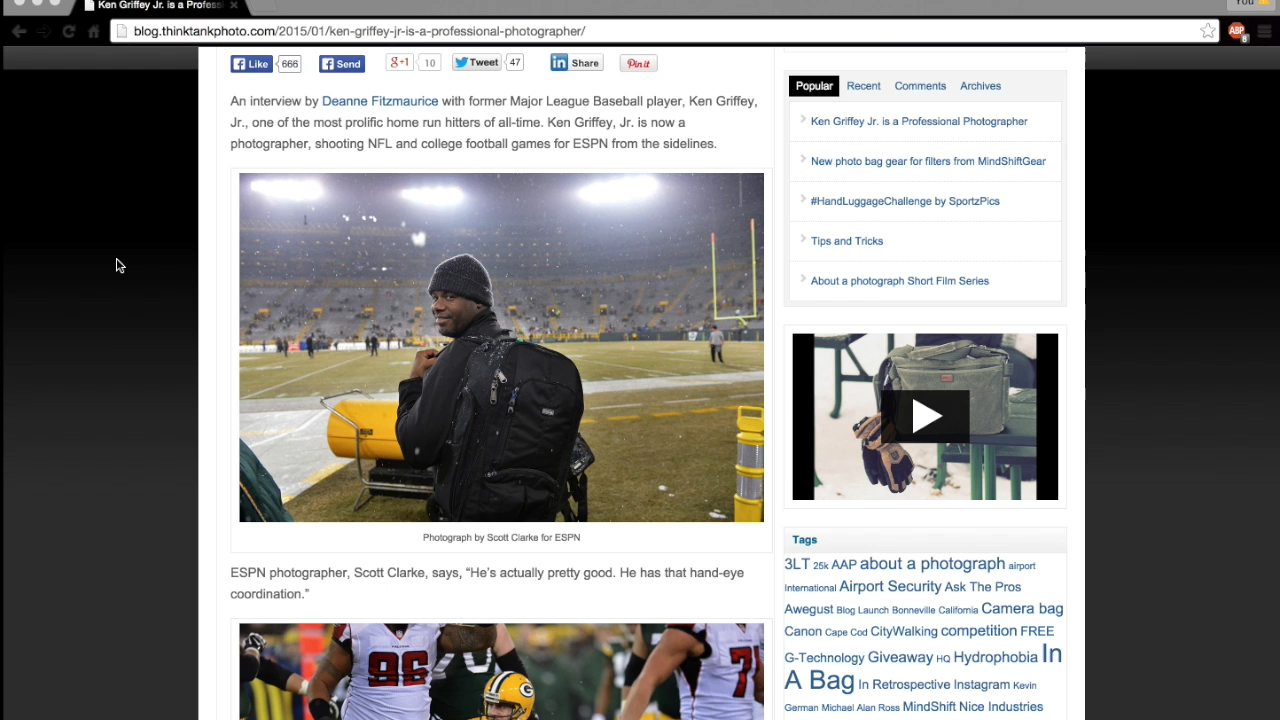 Ken Griffey Jr. is a Profess
You
blog.thinktankphoto.com/2015/01/ken-griffey-jr-is-a-professional-photographer/
ABP
8
Like 666 Send g+1 10 Tweet 47 in Share Pin it
An interview by Deanne Fitzmaurice with former Major League Baseball player, Ken Griffey,
Jr., one of the most prolific home run hitters of all-time. Ken Griffey, Jr. is now a
photographer, shooting NFL and college football games for ESPN from the sidelines.
Photograph by Scott Clarke for ESPN
ESPN photographer, Scott Clarke, says, “He’s actually pretty good. He has that hand-eye
coordination.”
96
G
Popular Recent Comments Archives
Ken Griffey Jr. is a Professional Photographer
New photo bag gear for filters from MindShiftGear
#HandLuggageChallenge by SportzPics
Tips and Tricks
About a photograph Short Film Series
Tags
3LT 25k AAP about a photograph airport
International Airport Security Ask The Pros
Awegust Blog Launch Bonneville California Camera bag
Canon Cape Cod CityWalking competition FREE
G-Technology Giveaway HQ Hydrophobia In
A Bag In Retrospective Instagram Kevin
German Michael Alan Ross MindShift Nice Industries